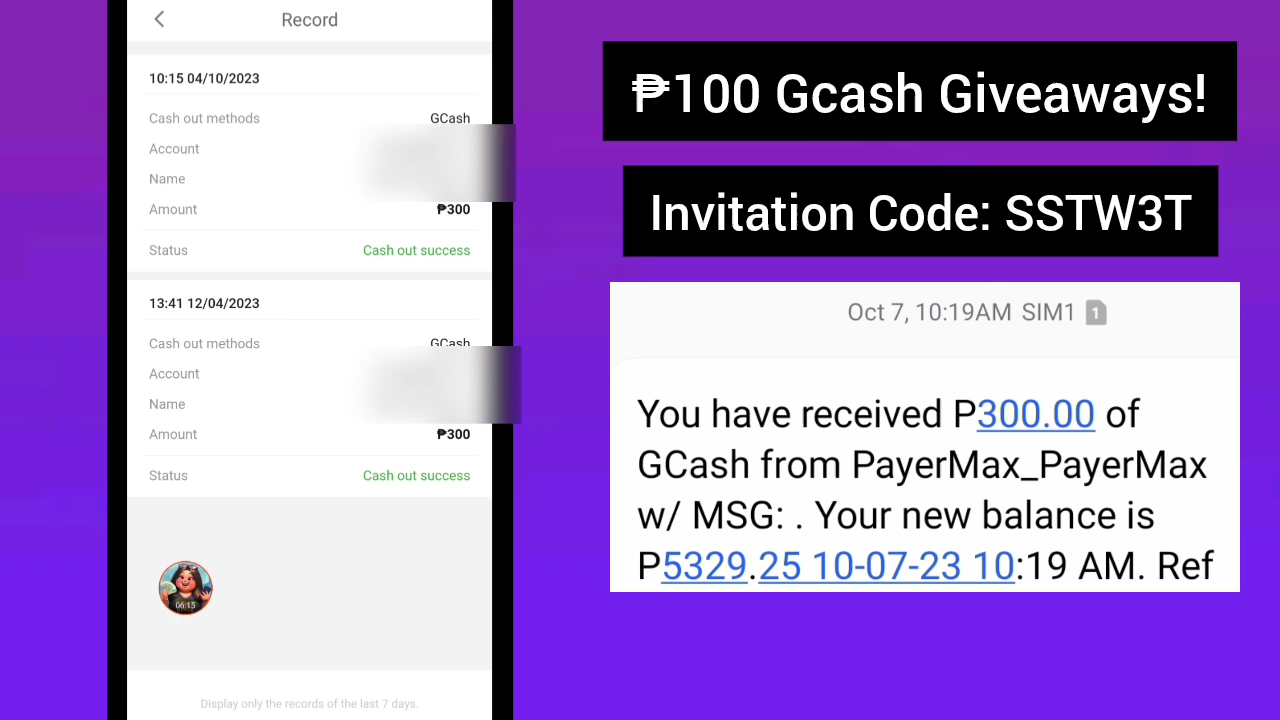 Record
10:15 04/10/2023
Cash out methods GCash
Account
Name
Amount ₱300
Status Cash out success
13:41 12/04/2023
Cash out methods GCash
Account
Name
Amount ₱300
Status Cash out success
06:15
Display only the records of the last 7 days.
₱100 Gcash Giveaways!
Invitation Code: SSTW3T
Oct 7, 10:19AM SIM1 1
You have received P300.00 of
GCash from PayerMax_PayerMax
w/ MSG: . Your new balance is
P5329.25 10-07-23 10:19 AM. Ref